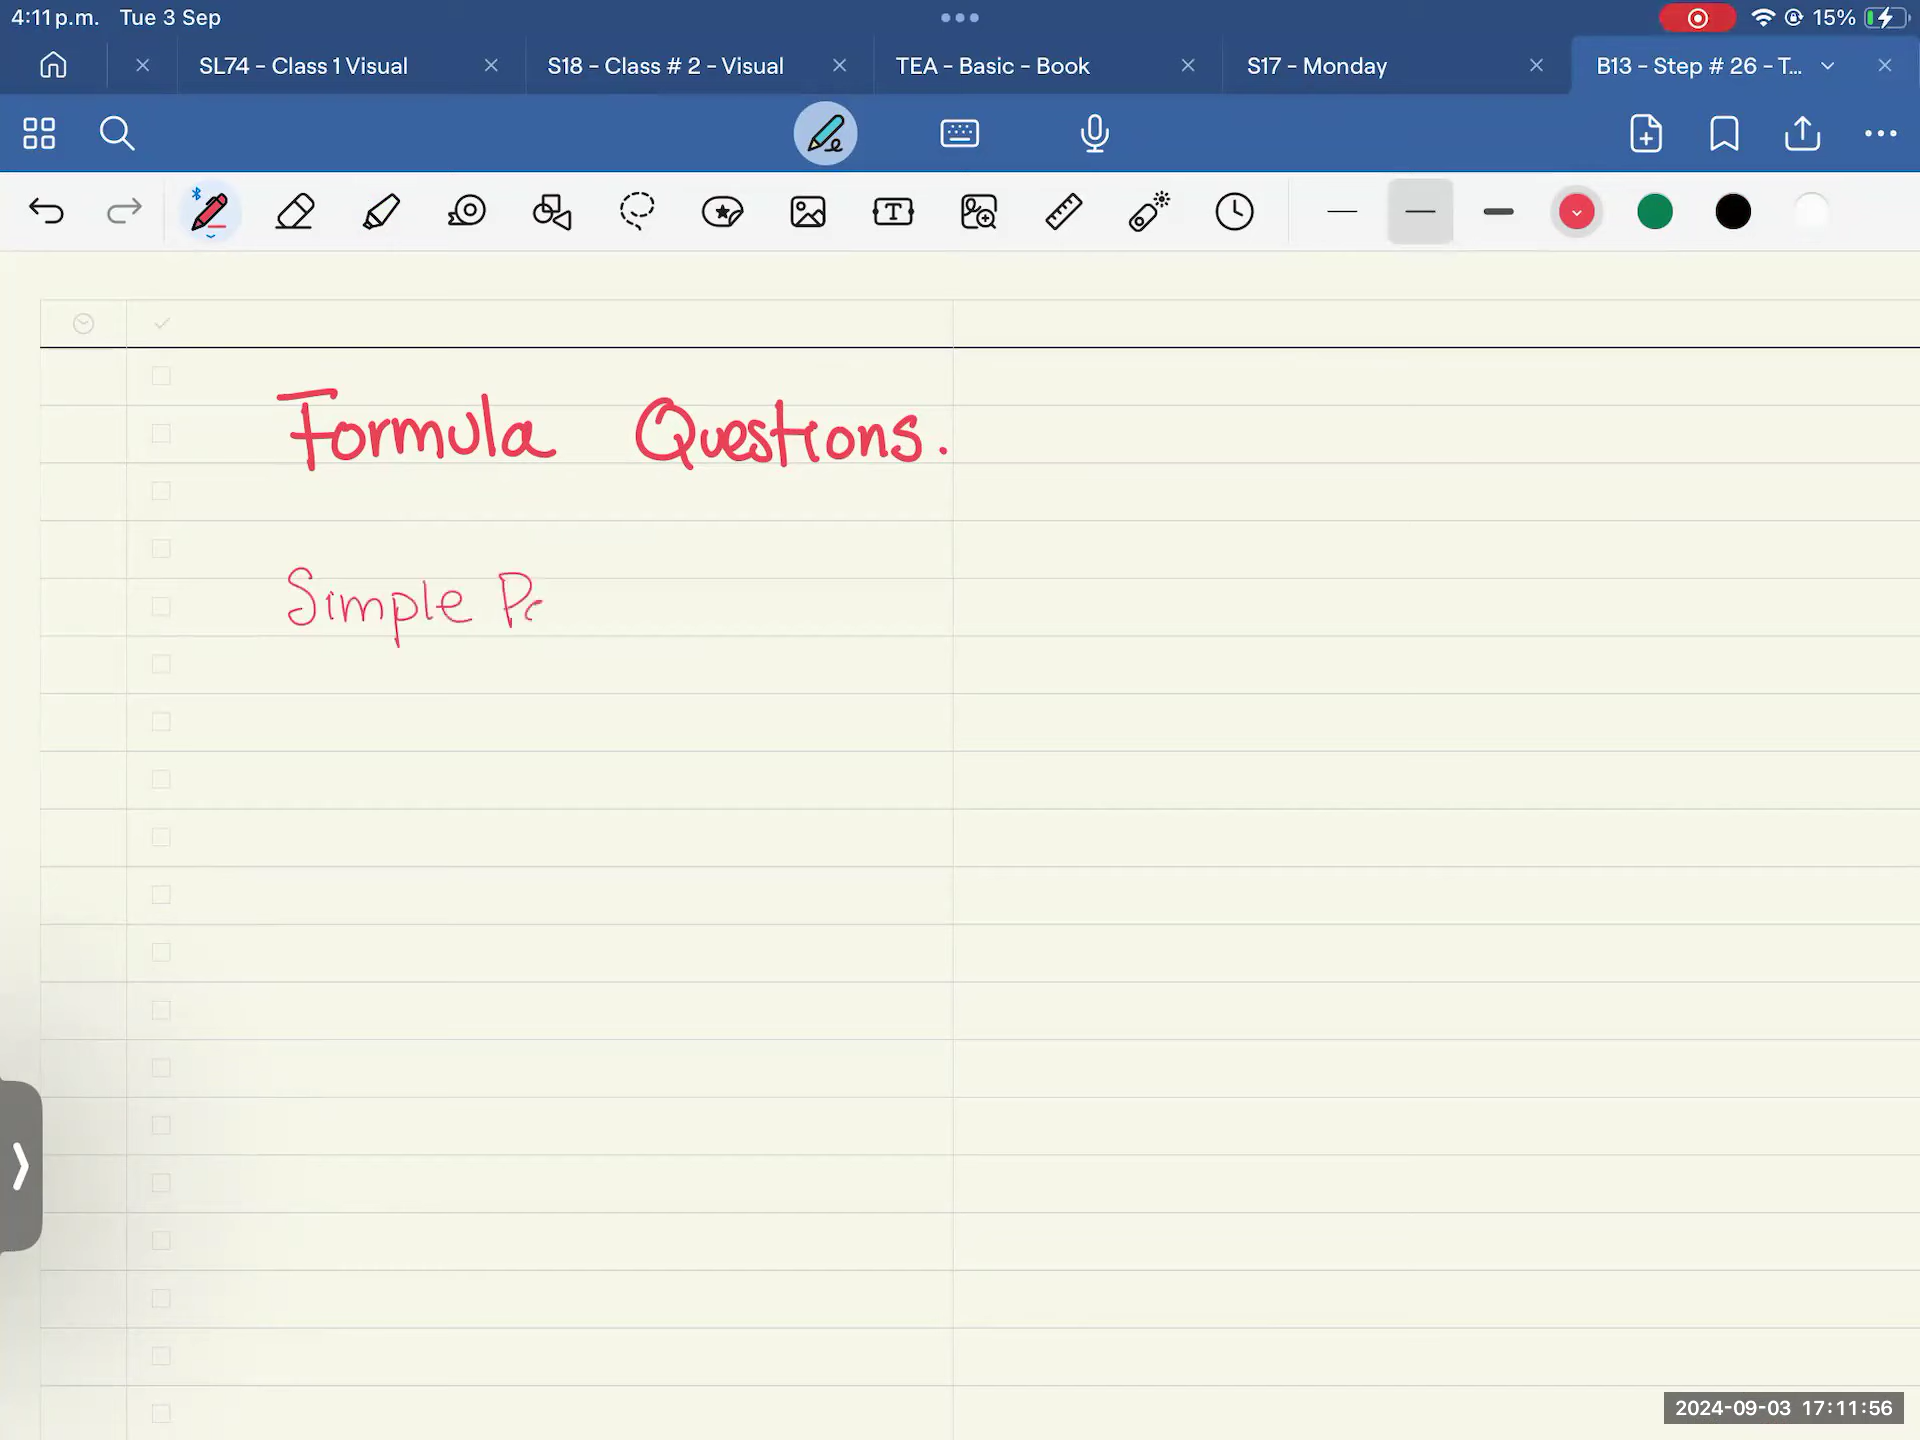 4:11 p.m. Tue 3 Sep
15%
SL74 - Class 1 Visual
S18 - Class # 2 - Visual
TEA - Basic - Book
S17 - Monday
B13 - Step # 26 - T...
Formula Questions.
Simple Pa
2024-09-03 17:11:56